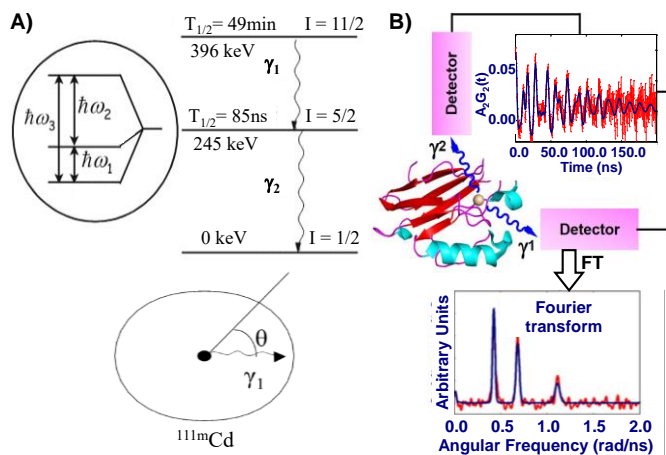 A)
T1/2= 49min I = 11/2
396 keV
γ1
ħω3
ħω2
ħω1
T1/2= 85ns I = 5/2
245 keV
γ2
0 keV I = 1/2
θ
γ1
111mCd
B)
Detector
A2G2(t)
0.05
0.00
0.0 50.0 100.0 150.0
Time (ns)
γ2
γ1
Detector
FT
Fourier
transform
Arbitrary Units
0.0 0.5 1.0 1.5 2.0
Angular Frequency (rad/ns)